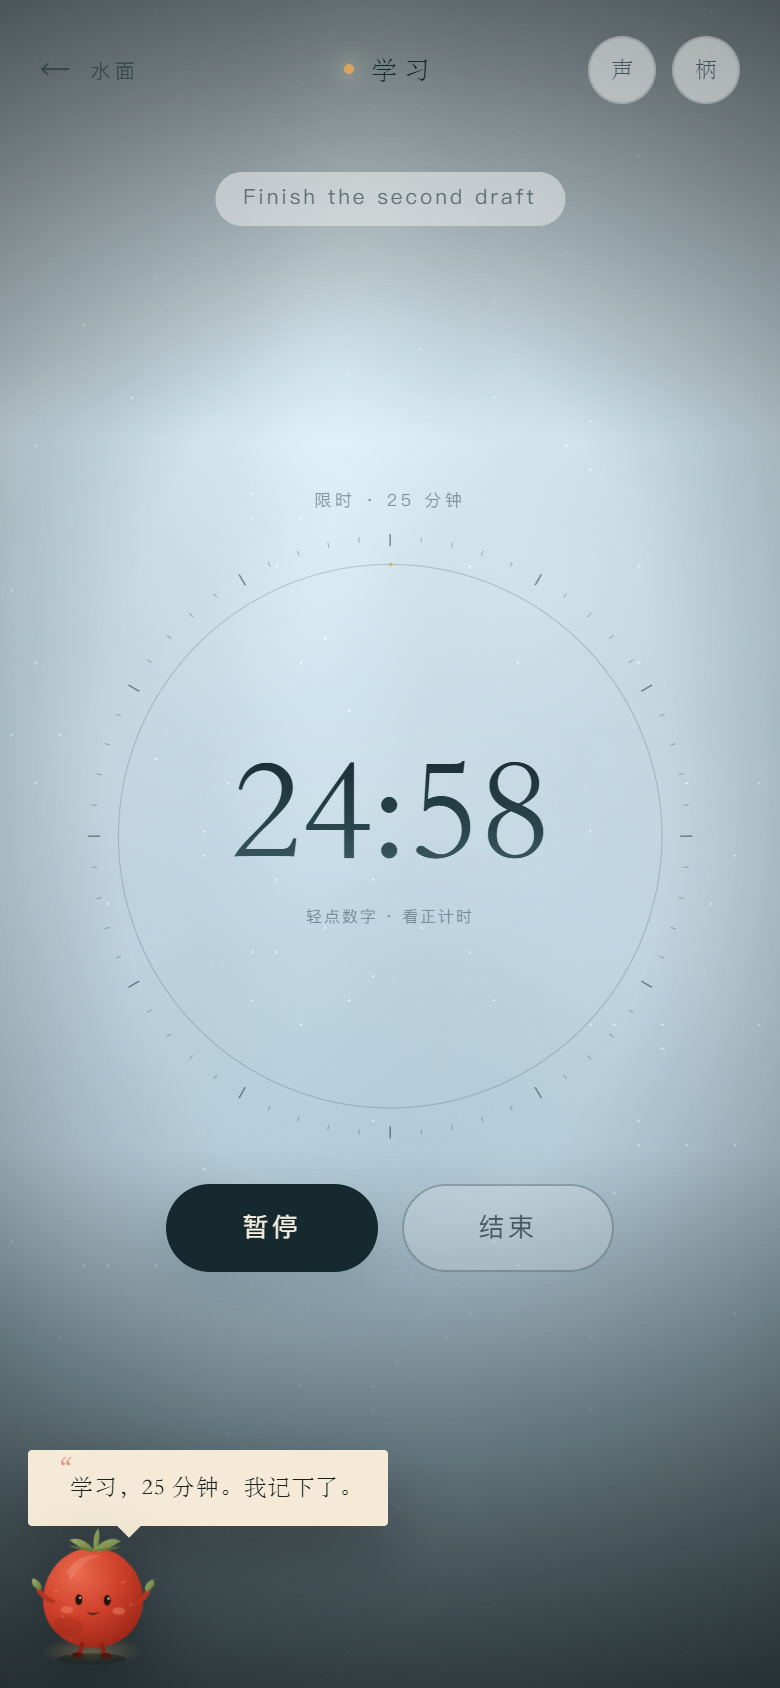 ← 水面
学习
声
柄
Finish the second draft
限时 · 25 分钟
24:58
轻点数字 · 看正计时
暂停
结束
“学习，25 分钟。我记下了。